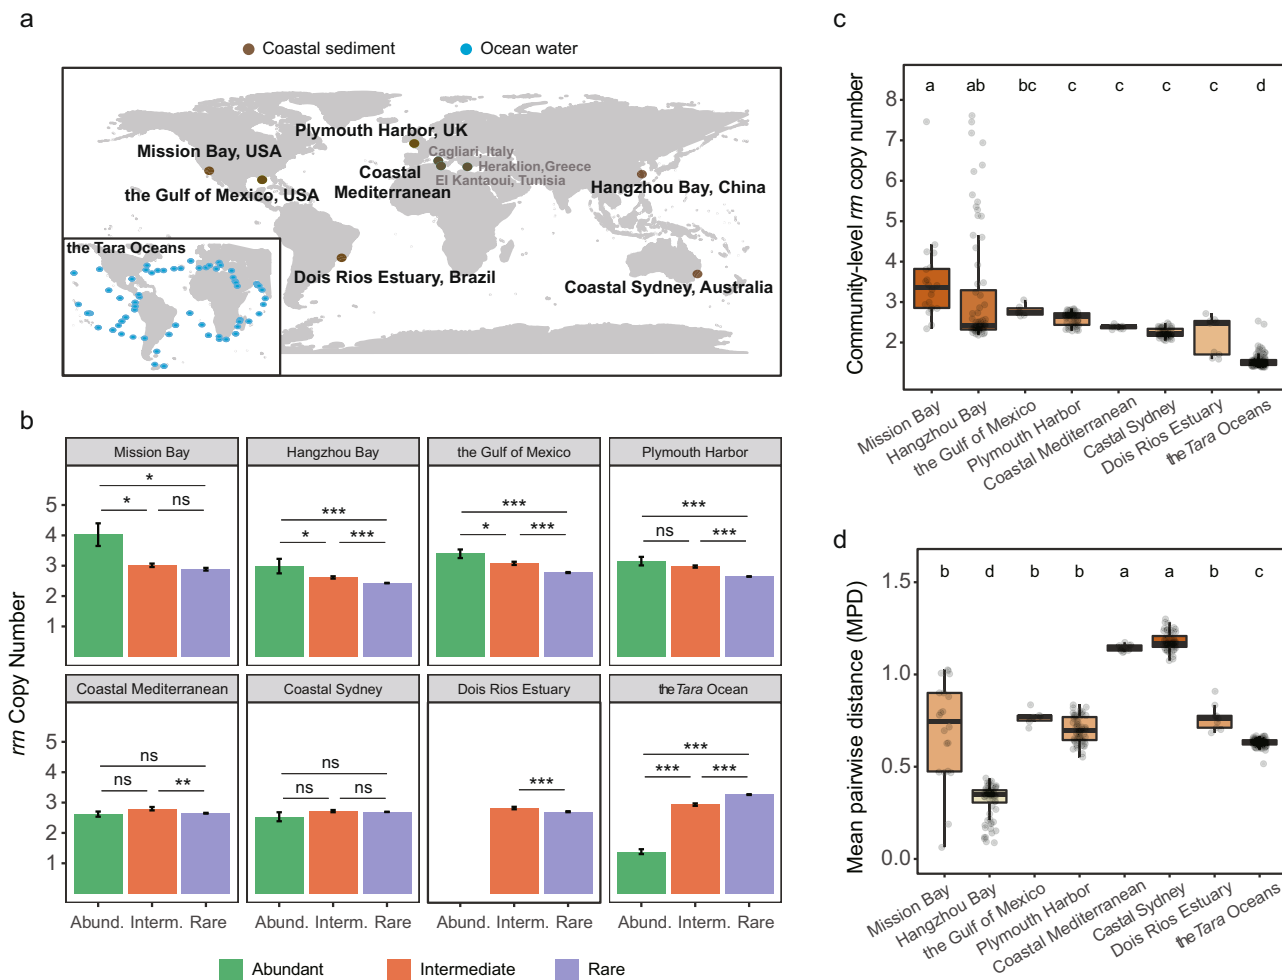 a
Coastal sediment
Ocean water
Plymouth Harbor, UK
Mission Bay, USA
Cagliari, Italy
Coastal
Mediterranean
Heraklion,Greece
El Kantaoui, Tunisia
the Gulf of Mexico, USA
Hangzhou Bay, China
the Tara Oceans
Dois Rios Estuary, Brazil
Coastal Sydney, Australia
b
rrn Copy Number
Mission Bay
*
* ns
5
4
3
2
1
Hangzhou Bay
***
* ***
the Gulf of Mexico
***
* ***
Plymouth Harbor
***
ns ***
Coastal Mediterranean
ns
ns **
5
4
3
2
1
Coastal Sydney
ns
ns ns
Dois Rios Estuary
***
the Tara Ocean
***
*** ***
Abund. Interm. Rare
Abund. Interm. Rare
Abund. Interm. Rare
Abund. Interm. Rare
Abundant
Intermediate
Rare
c
Community-level rrn copy number
a ab bc c c c c d
8
7
6
5
4
3
2
Mission Bay
Hangzhou Bay
the Gulf of Mexico
Plymouth Harbor
Coastal Mediterranean
Castal Sydney
Dois Rios Estuary
the Tara Oceans
d
Mean pairwise distance (MPD)
b d b b a a b c
1.5
1.0
0.5
0.0
Mission Bay
Hangzhou Bay
the Gulf of Mexico
Plymouth Harbor
Coastal Mediterranean
Castal Sydney
Dois Rios Estuary
the Tara Oceans